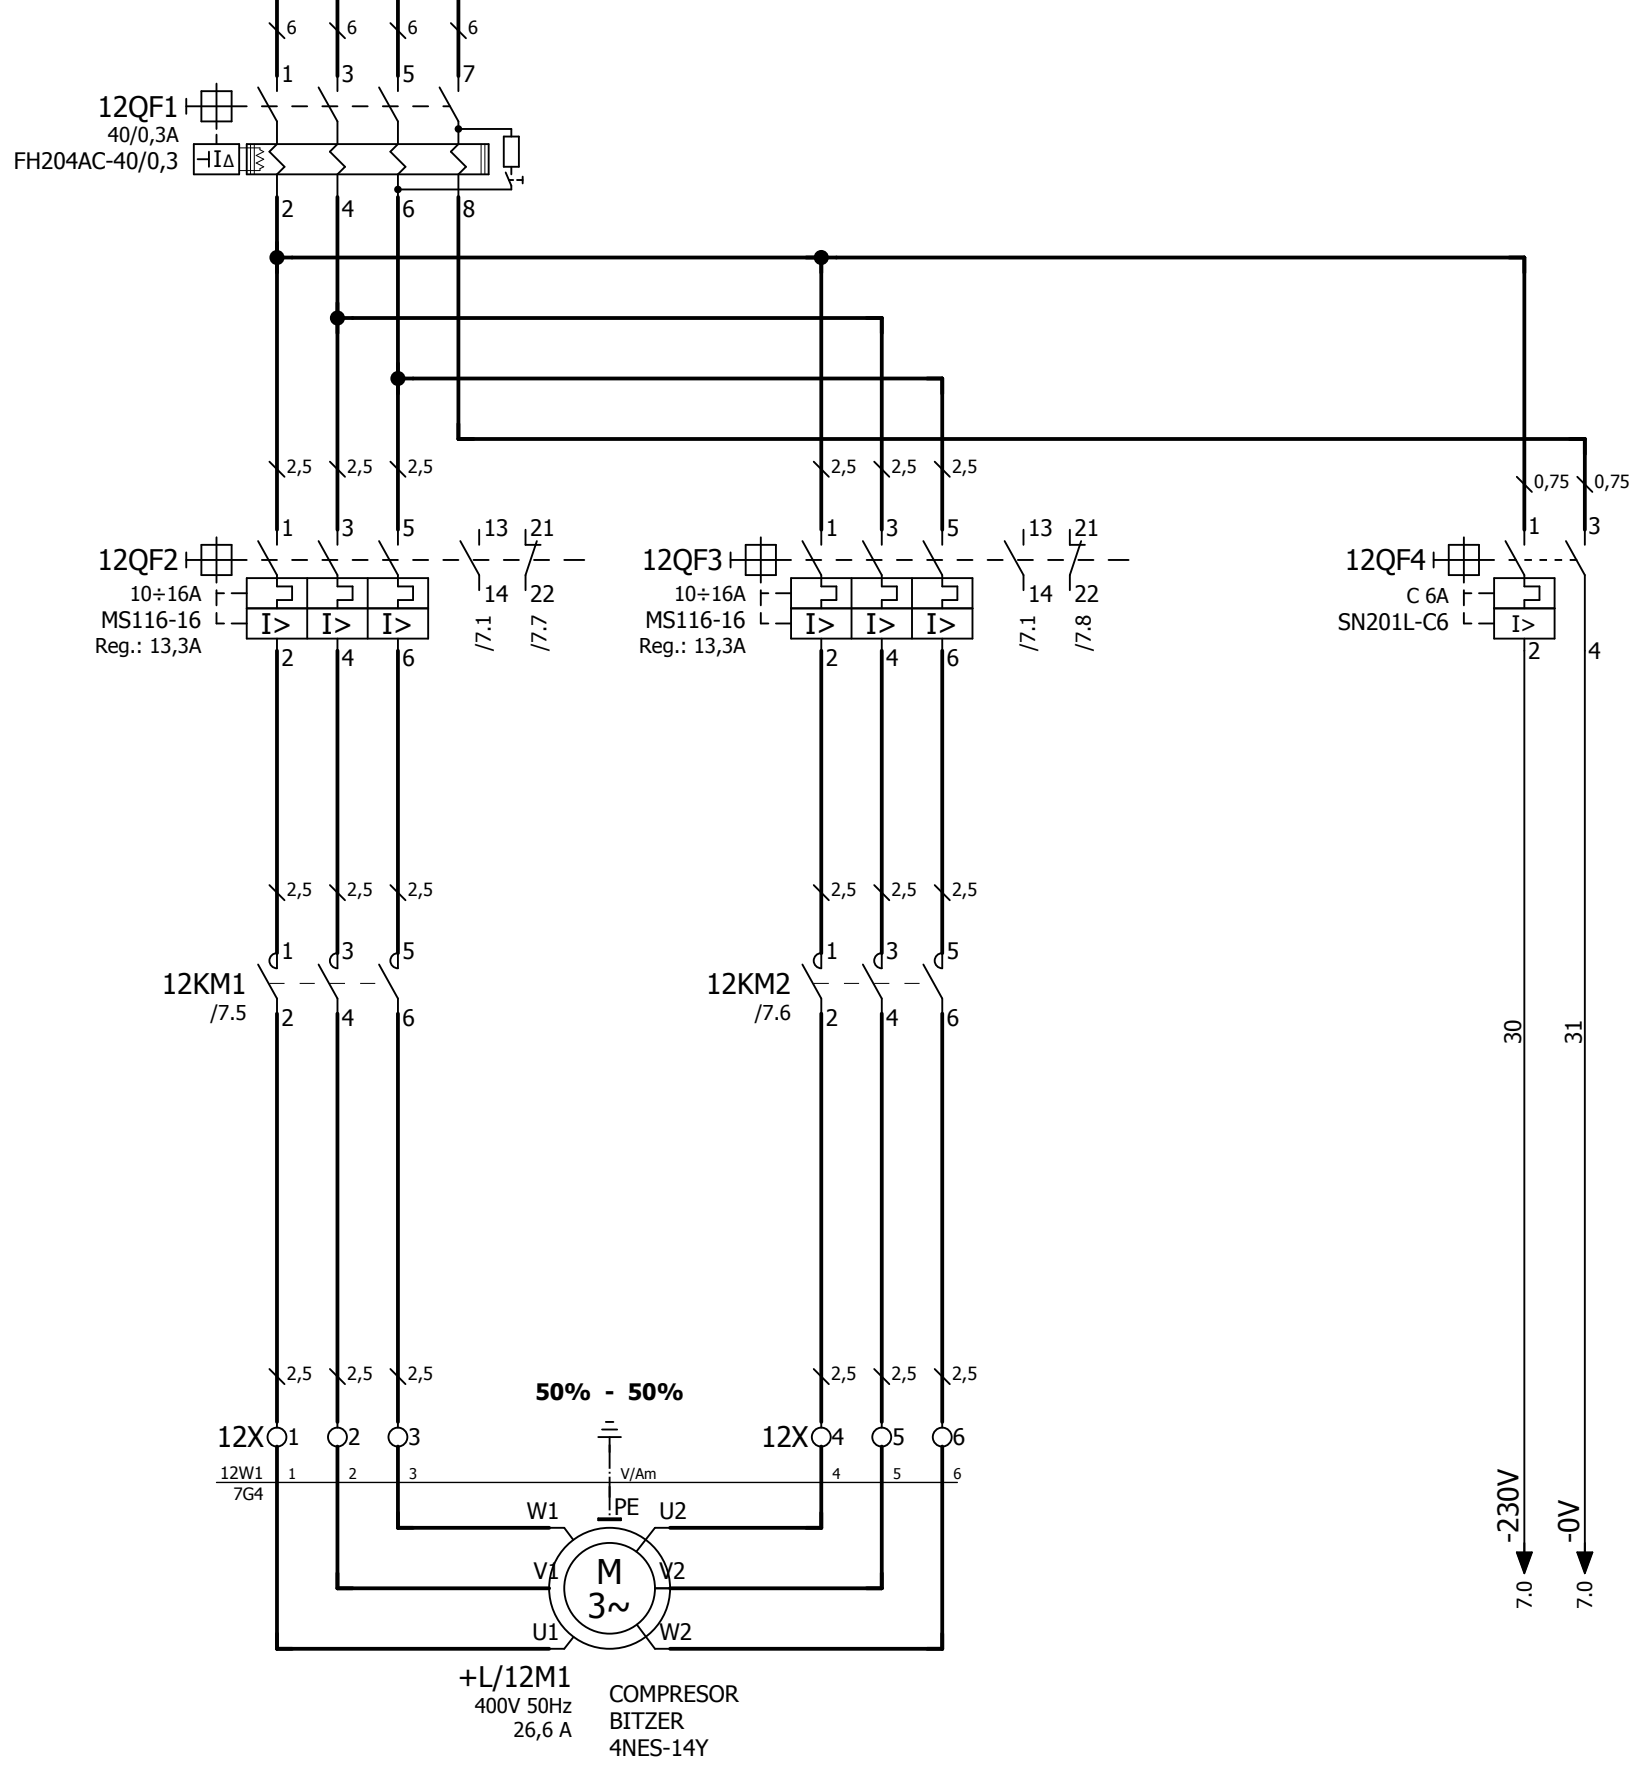 6 6 6 6
1 3 5 7
12QF1
40/0,3A
FH204AC-40/0,3
I∆
2 4 6 8
2,5 2,5 2,5 2,5 2,5 2,5
0,75 0,75
1 3 5 13 21 1 3 5 13 21 1 3
12QF2 12QF3 12QF4
10÷16A 14 22 10÷16A 14 22 C 6A
MS116-16 I> I> I> /7.1 /7.7 MS116-16 I> I> I> /7.1 /7.8 SN201L-C6 I>
Reg.: 13,3A Reg.: 13,3A
2 4 6 2 4 6 2 4
2,5 2,5 2,5 2,5 2,5 2,5
1 3 5 1 3 5
12KM1 12KM2
/7.5 /7.6
2 4 6 2 4 6
30 31
2,5 2,5 2,5 2,5 2,5 2,5
50% - 50%
12X 1 2 3 12X 4 5 6
12W1 1 2 3 V/Am 4 5 6
7G4
-230V -0V
W1 PE U2
V1 M V2
3~
U1 W2
7.0 7.0
+L/12M1
400V 50Hz
26,6 A
COMPRESOR
BITZER
4NES-14Y